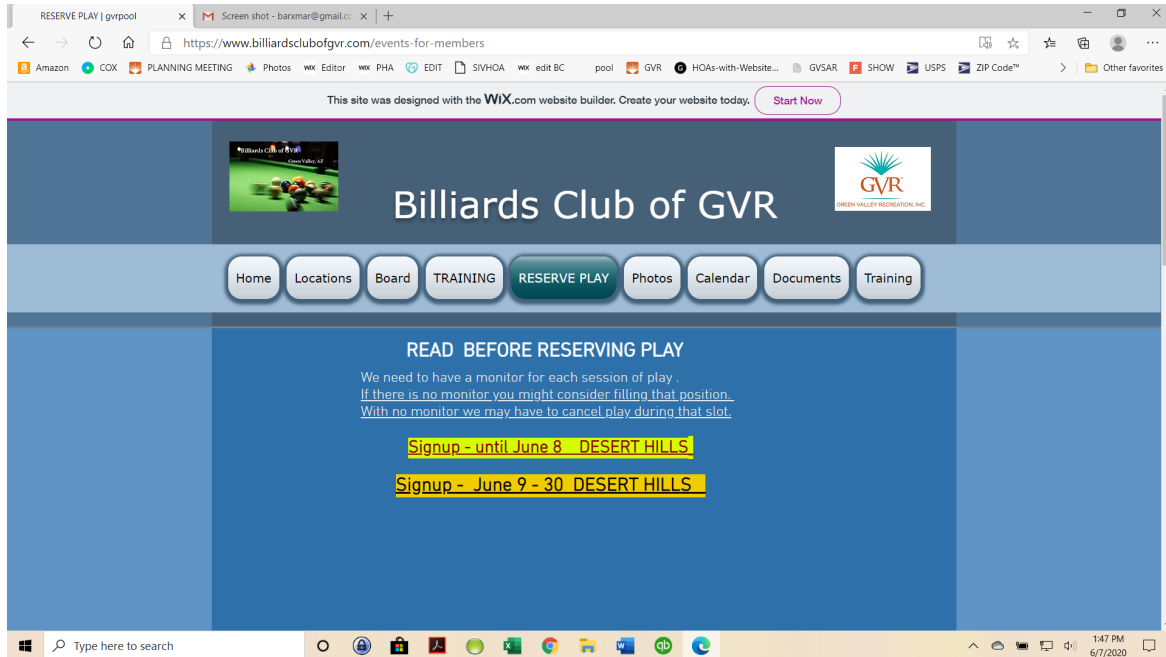 RESERVE PLAY | gvrpool
Screen shot - barxmar@gmail.co
https://www.billiardsclubofgvr.com/events-for-members
Amazon COX PLANNING MEETING Photos WIX Editor WIX PHA EDIT SIVHOA WIX edit BC pool GVR HOAs-with-Website... GVSAR SHOW USPS ZIP Code™ Other favorites
This site was designed with the WiX.com website builder. Create your website today. Start Now
Billiards Club of GVR
Green Valley, AZ
GVR
GREEN VALLEY RECREATION, INC.
Billiards Club of GVR
Home Locations Board TRAINING RESERVE PLAY Photos Calendar Documents Training
READ BEFORE RESERVING PLAY
We need to have a monitor for each session of play .
If there is no monitor you might consider filling that position.
With no monitor we may have to cancel play during that slot.
Signup - until June 8 DESERT HILLS
Signup - June 9 - 30 DESERT HILLS
Type here to search
1:47 PM
6/7/2020